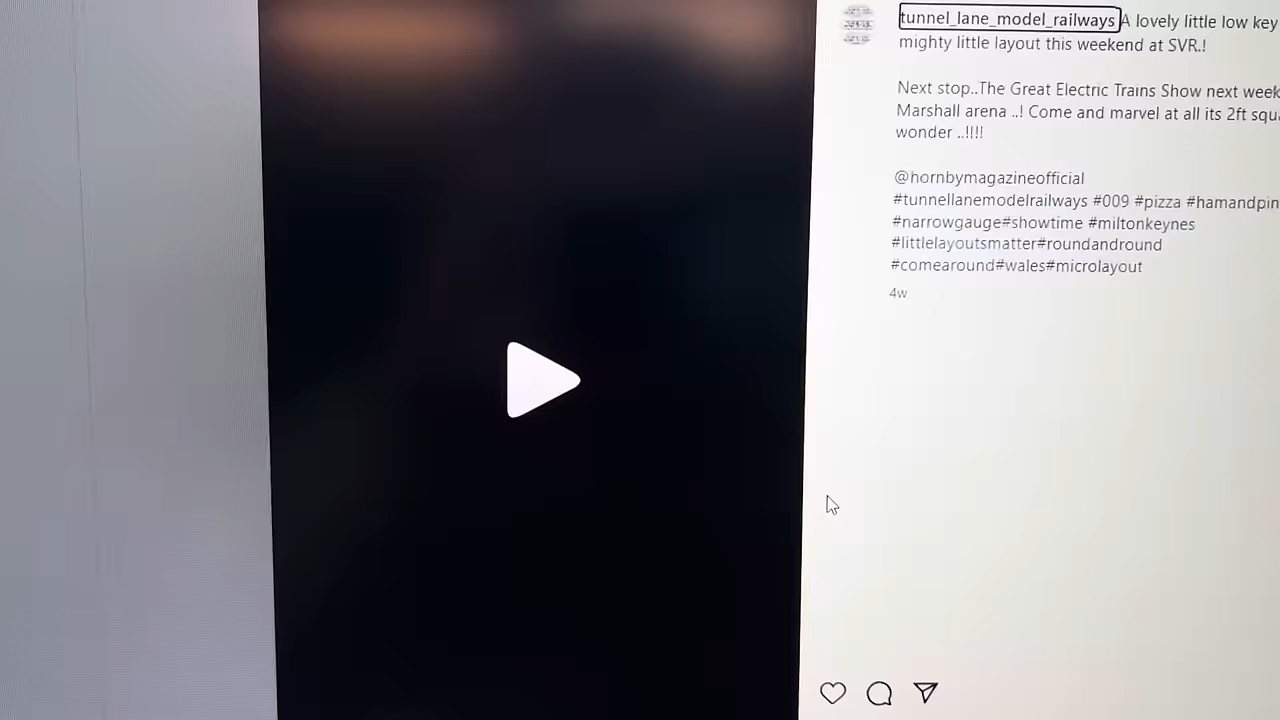 tunnel_lane_model_railways A lovely little low key
mighty little layout this weekend at SVR.!
Next stop..The Great Electric Trains Show next week
Marshall arena ..! Come and marvel at all its 2ft squ
wonder ..!!!!
@hornbymagazineofficial
#tunnellanemodelrailways #009 #pizza #hamandpin
#narrowgauge#showtime #miltonkeynes
#littlelayoutsmatter#roundandround
#comearound#wales#microlayout
4w